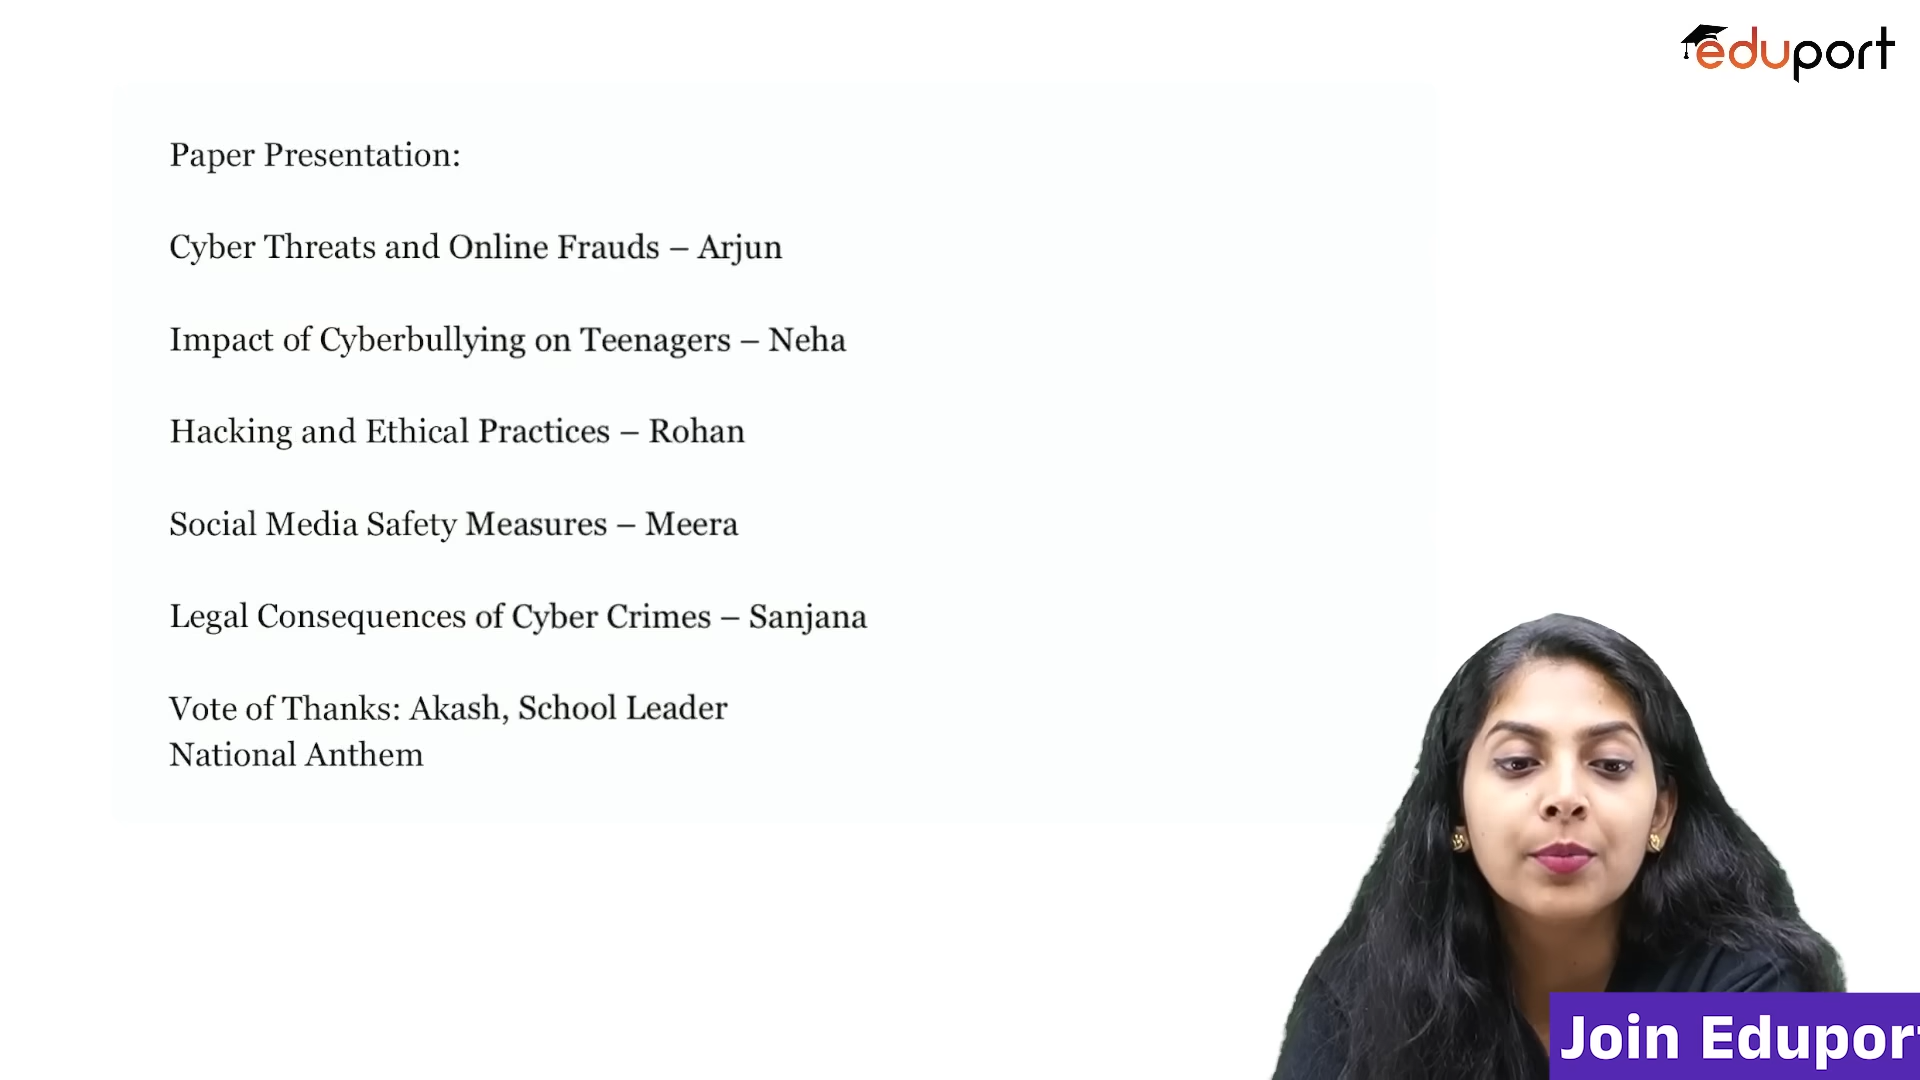 eduport
Paper Presentation:
Cyber Threats and Online Frauds – Arjun
Impact of Cyberbullying on Teenagers – Neha
Hacking and Ethical Practices – Rohan
Social Media Safety Measures – Meera
Legal Consequences of Cyber Crimes – Sanjana
Vote of Thanks: Akash, School Leader
National Anthem
Join Eduport